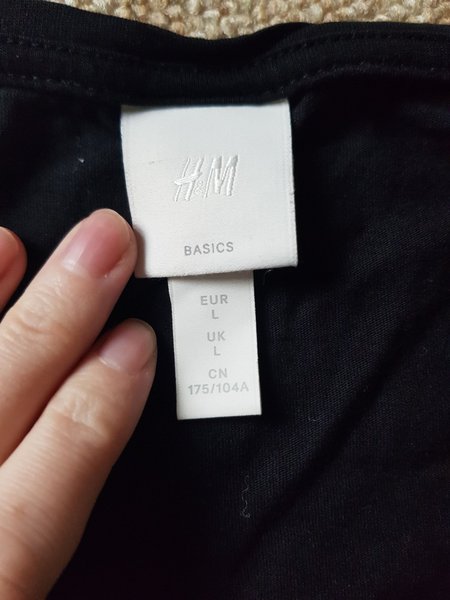 H&M
BASICS
EUR
L
UK
L
CN
175/104A